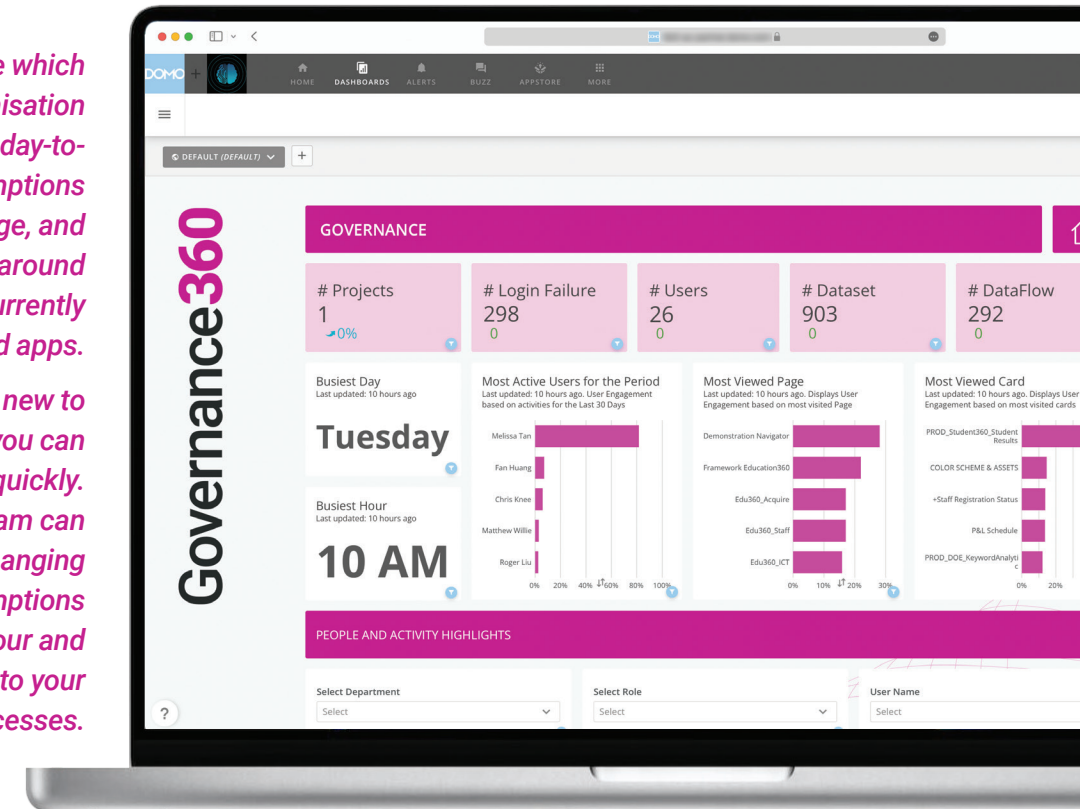 e which
isation
day-to-
nptions
ge, and
around
urrently
d apps.
new to
you can
quickly.
am can
anging
nptions
our and
to your
cesses.
DOMO
+
HOME
DASHBOARDS
ALERTS
BUZZ
APPSTORE
MORE
DEFAULT (DEFAULT)
+
Governance360
GOVERNANCE
# Projects
1
0%
# Login Failure
298
0
# Users
26
0
# Dataset
903
0
# DataFlow
292
0
Busiest Day
Last updated: 10 hours ago
Tuesday
Busiest Hour
Last updated: 10 hours ago
10 AM
Most Active Users for the Period
Last updated: 10 hours ago. User Engagement
based on activities for the Last 30 Days
Melissa Tan
Fan Huang
Chris Knee
Matthew Willie
Roger Liu
0% 20% 40% 60% 80% 100%
Most Viewed Page
Last updated: 10 hours ago. Displays User
Engagement based on most visited Page
Demonstration Navigator
Framework Education360
Edu360_Acquire
Edu360_Staff
Edu360_ICT
0% 10% 20% 30%
Most Viewed Card
Last updated: 10 hours ago. Displays User
Engagement based on most visited cards
PROD_Student360_Student
Results
COLOR SCHEME & ASSETS
+Staff Registration Status
P&L Schedule
PROD_DOE_KeywordAnalyti
c
0% 20%
PEOPLE AND ACTIVITY HIGHLIGHTS
Select Department
Select
Select Role
Select
User Name
Select
?